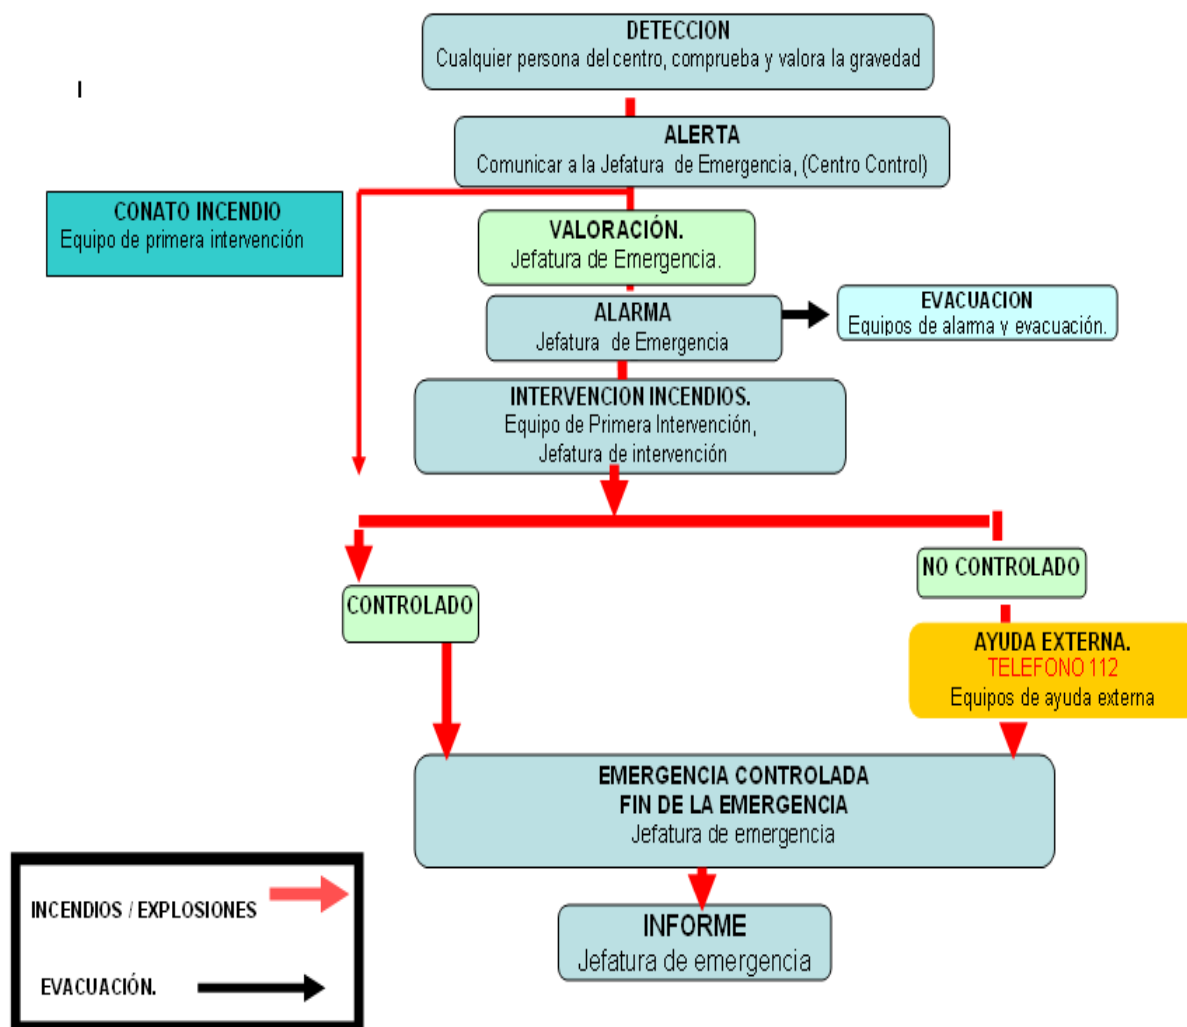 DETECCION
Cualquier persona del centro, comprueba y valora la gravedad
I
ALERTA
Comunicar a la Jefatura de Emergencia, (Centro Control)
CONATO INCENDIO
Equipo de primera intervención
VALORACIÓN.
Jefatura de Emergencia.
ALARMA
Jefatura de Emergencia
EVACUACION
Equipos de alarma y evacuación.
INTERVENCION INCENDIOS.
Equipo de Primera Intervención,
Jefatura de intervención
CONTROLADO
NO CONTROLADO
AYUDA EXTERNA.
TELEFONO 112
Equipos de ayuda externa
EMERGENCIA CONTROLADA
FIN DE LA EMERGENCIA
Jefatura de emergencia
INFORME
Jefatura de emergencia
INCENDIOS / EXPLOSIONES
EVACUACIÓN.